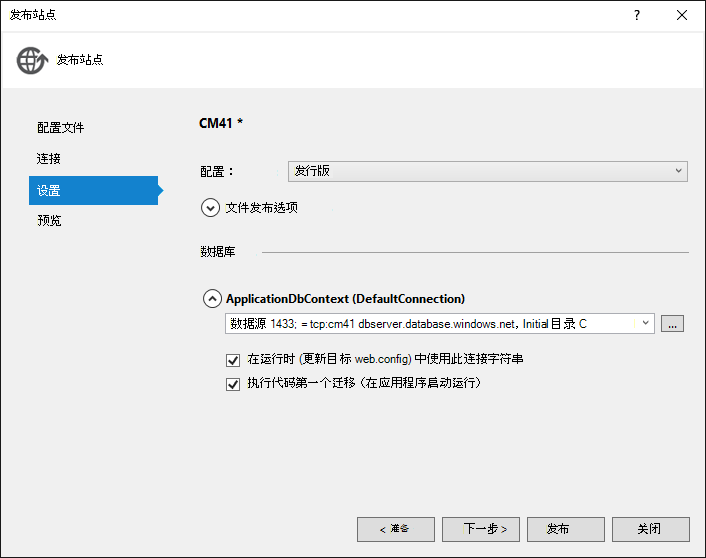 发布站点
?
发布站点
配置文件
连接
设置
预览
CM41 *
配置：
发行版
文件发布选项
数据库
ApplicationDbContext (DefaultConnection)
数据源 1433; =tcp:cm41 dbserver.database.windows.net, Initial 目录 C
...
在运行时 (更新目标 web.config) 中使用此连接字符串
执行代码第一个迁移（在应用程序启动运行）
< 准备
下一步 >
发布
关闭